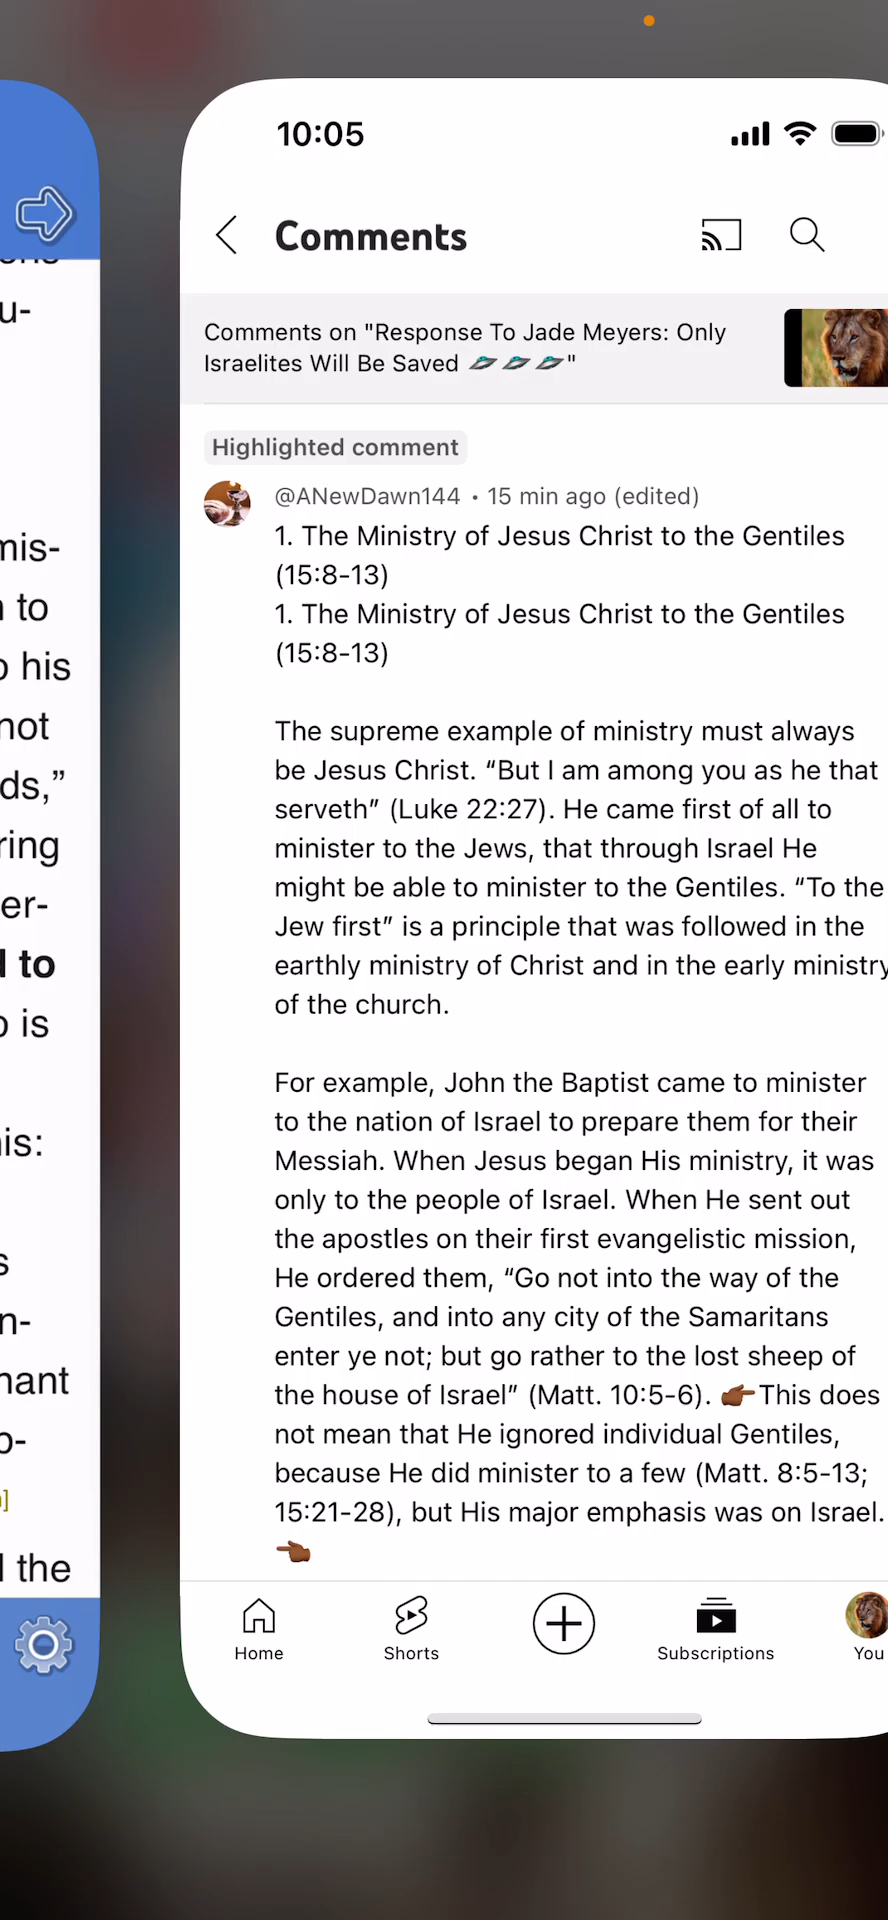 u-
mis-
to
his
not
ds,”
ring
er-
to
is
is:
s
n-
nant
the
10:05
Comments
Comments on "Response To Jade Meyers: Only
Israelites Will Be Saved 🛸🛸🛸"
Highlighted comment
@ANewDawn144 • 15 min ago (edited)
1. The Ministry of Jesus Christ to the Gentiles
(15:8-13)
1. The Ministry of Jesus Christ to the Gentiles
(15:8-13)
The supreme example of ministry must always
be Jesus Christ. “But I am among you as he that
serveth” (Luke 22:27). He came first of all to
minister to the Jews, that through Israel He
might be able to minister to the Gentiles. “To the
Jew first” is a principle that was followed in the
earthly ministry of Christ and in the early ministry
of the church.
For example, John the Baptist came to minister
to the nation of Israel to prepare them for their
Messiah. When Jesus began His ministry, it was
only to the people of Israel. When He sent out
the apostles on their first evangelistic mission,
He ordered them, “Go not into the way of the
Gentiles, and into any city of the Samaritans
enter ye not; but go rather to the lost sheep of
the house of Israel” (Matt. 10:5-6). 👉🏾This does
not mean that He ignored individual Gentiles,
because He did minister to a few (Matt. 8:5-13;
15:21-28), but His major emphasis was on Israel.
👈🏾
Home
Shorts
Subscriptions
You